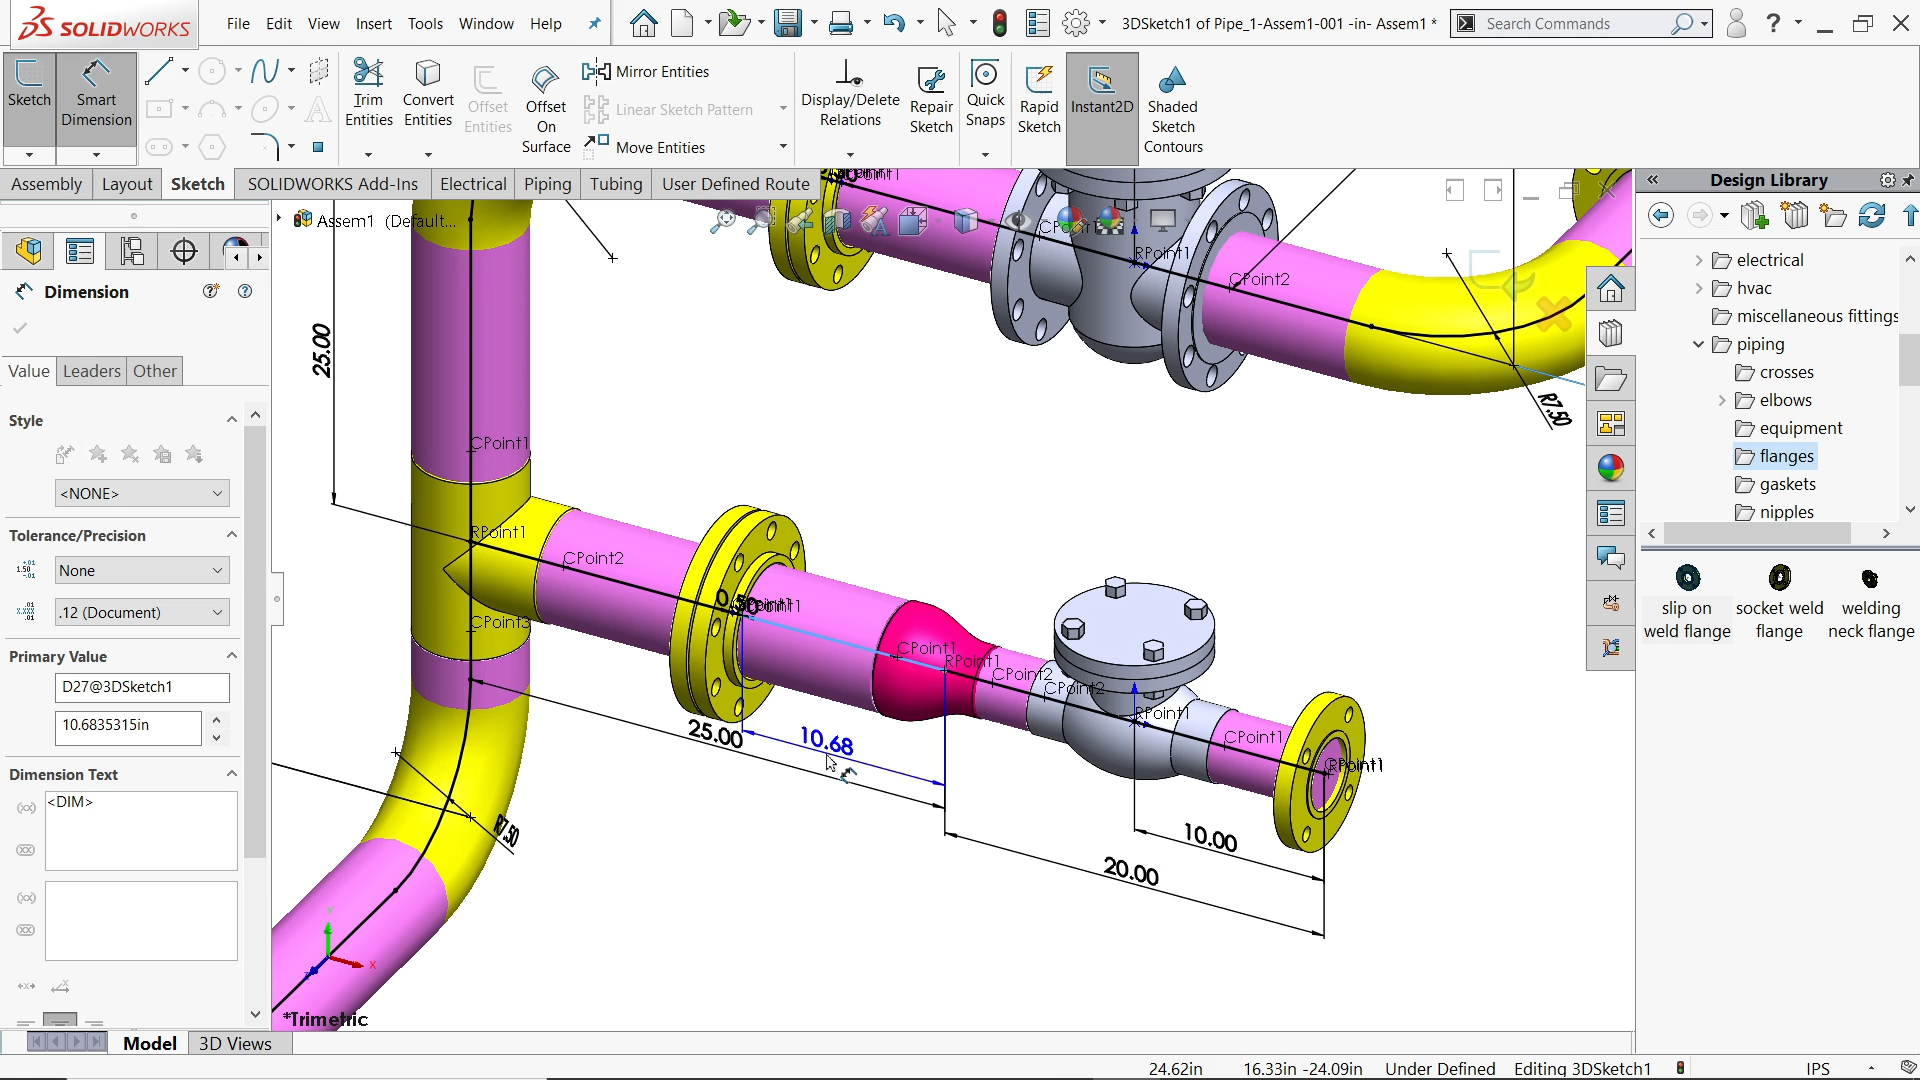 SOLIDWORKS
File Edit View Insert Tools Window Help
3DSketch1 of Pipe_1-Assem1-001 -in- Assem1 *
Search Commands
?
Sketch
Smart Dimension
Trim Entities
Convert Entities
Offset Entities
Offset On Surface
Mirror Entities
Linear Sketch Pattern
Move Entities
Display/Delete Relations
Repair Sketch
Quick Snaps
Rapid Sketch
Instant2D
Shaded Sketch Contours
Assembly Layout Sketch SOLIDWORKS Add-Ins Electrical Piping Tubing User Defined Route
Assem1 (Default...
Dimension
Value Leaders Other
Style
<NONE>
Tolerance/Precision
None
.12 (Document)
Primary Value
D27@3DSketch1
10.6835315in
Dimension Text
<DIM>
25.00
CPoint1
RPoint1
CPoint2
CPoint3
0.50
CPoint1
RPoint1
CPoint2
CPoint2
RPoint1
CPoint1
RPoint1
CPoint2
R7.50
25.00
10.68
10.00
20.00
R7.50
X
*Trimetric
Design Library
electrical
hvac
miscellaneous fittings
piping
crosses
elbows
equipment
flanges
gaskets
nipples
slip on weld flange
socket weld flange
welding neck flange
Model 3D Views
24.62in 16.33in -24.09in Under Defined Editing 3DSketch1 IPS